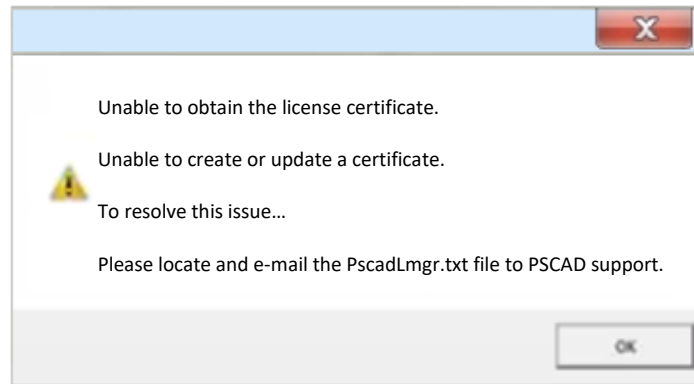 Unable to obtain the license certificate.
Unable to create or update a certificate.
To resolve this issue…
Please locate and e-mail the PscadLmgr.txt file to PSCAD support.
OK